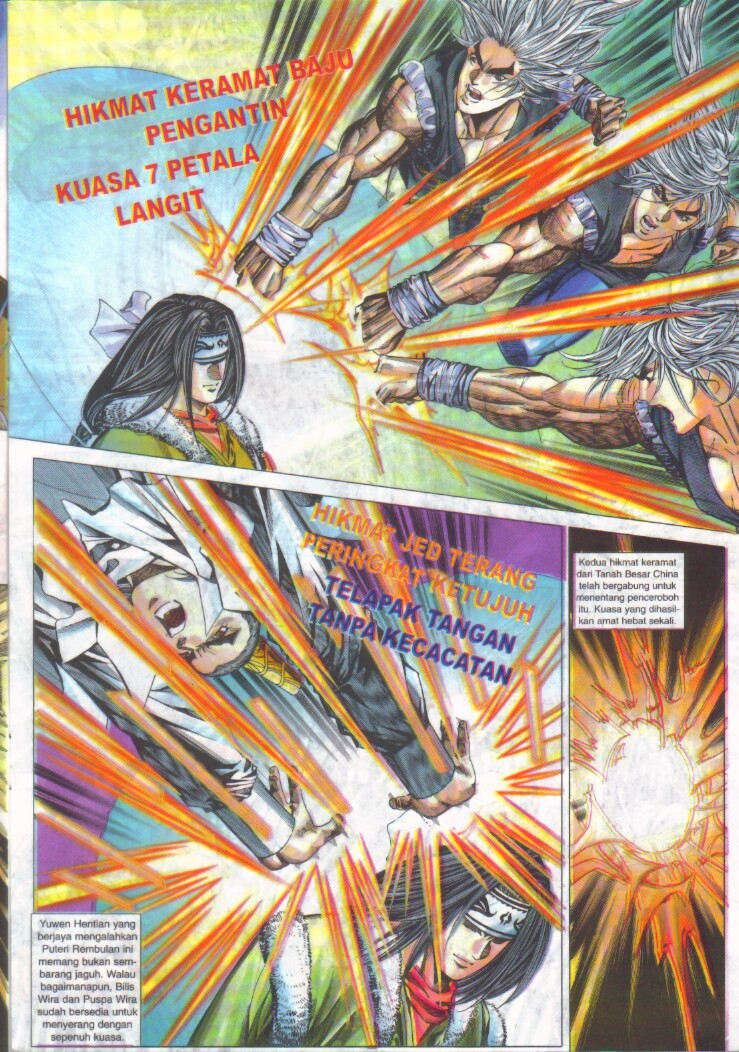 HIKMAT KERAMAT BAJU
PENGANTIN
KUASA 7 PETALA
LANGIT
HIKMAT JED TERANG
PERINGKAT KETUJUH
TELAPAK TANGAN
TANPA KECACATAN
Kedua hikmat keramat
dari Tanah Besar China
telah bergabung untuk
menentang penceroboh
itu. Kuasa yang dihasil-
kan amat hebat sekali.
Yuwen Hentian yang
berjaya mengalahkan
Puteri Rembulan ini
memang bukan sem-
barang jaguh. Walau
bagaimanapun, Bilis
Wira dan Puspa Wira
sudah bersedia untuk
menyerang dengan
sepenuh kuasa.